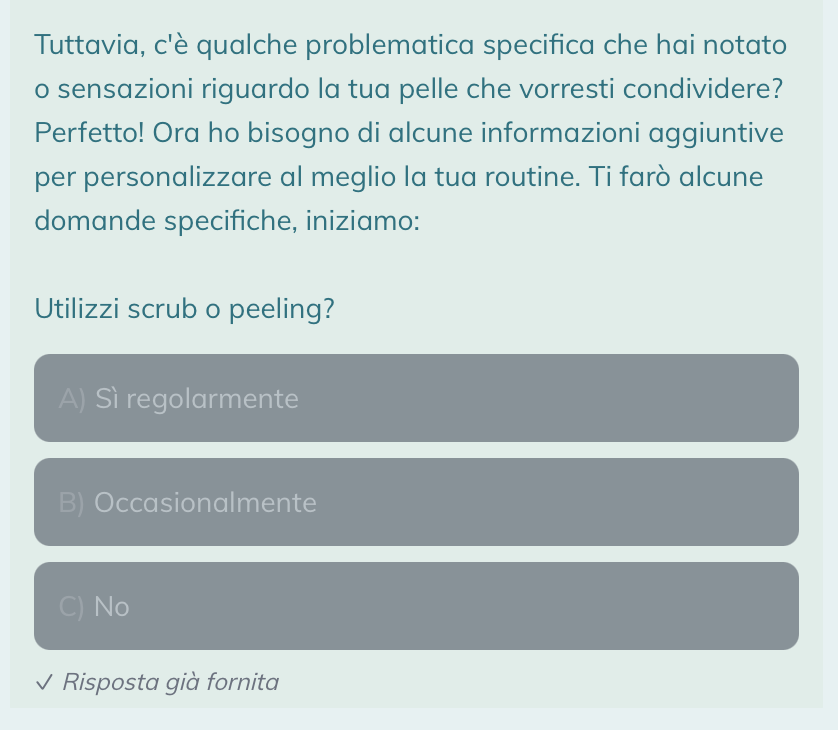 Tuttavia, c'è qualche problematica specifica che hai notato
o sensazioni riguardo la tua pelle che vorresti condividere?
Perfetto! Ora ho bisogno di alcune informazioni aggiuntive
per personalizzare al meglio la tua routine. Ti farò alcune
domande specifiche, iniziamo:
Utilizzi scrub o peeling?
A) Sì regolarmente
B) Occasionalmente
C) No
✓ Risposta già fornita